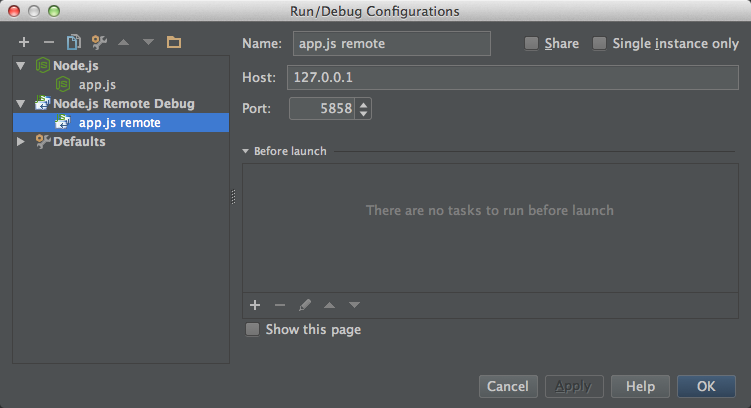 Run/Debug Configurations
Node.js
app.js
Node.js Remote Debug
app.js remote
Defaults
Name: app.js remote Share Single instance only
Host: 127.0.0.1
Port: 5858
Before launch
There are no tasks to run before launch
Show this page
Cancel Apply Help OK